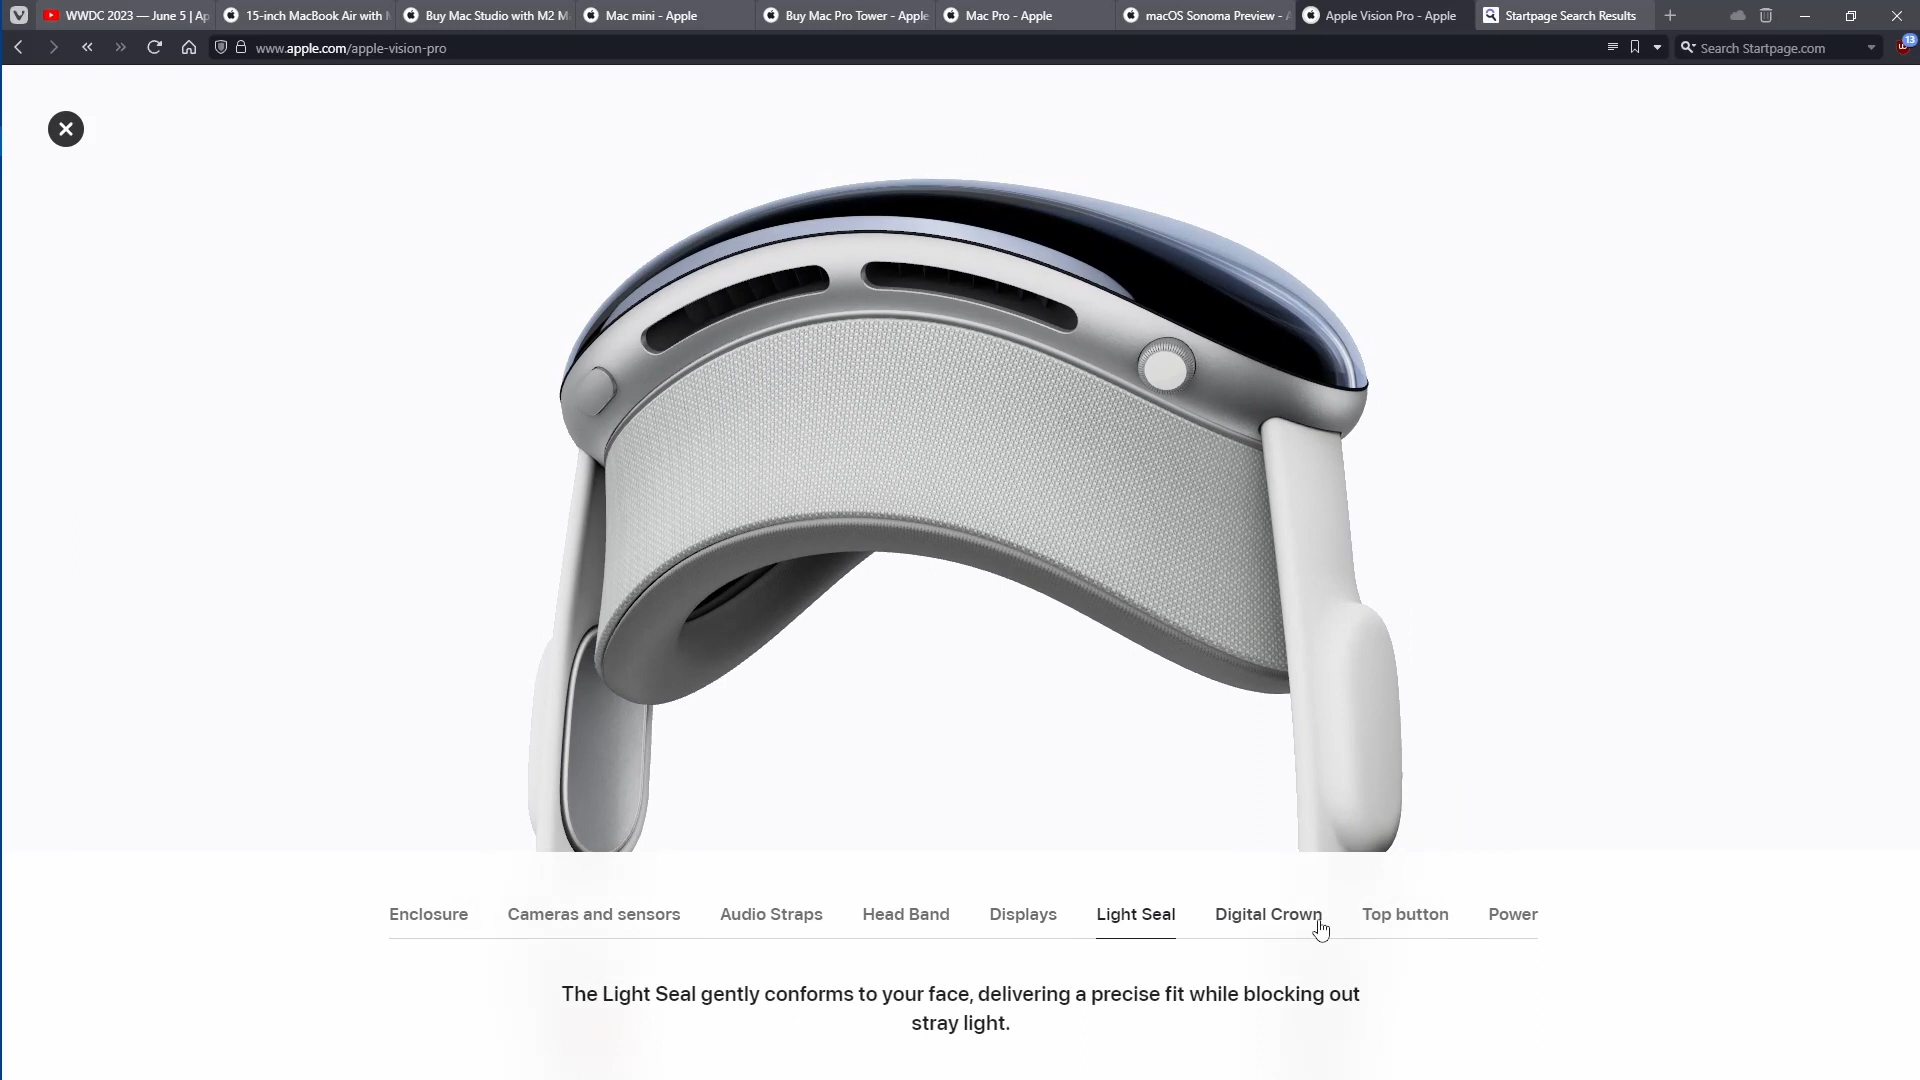 WWDC 2023 — June 5 | Ap
15-inch MacBook Air with M
Buy Mac Studio with M2 M
Mac mini - Apple
Buy Mac Pro Tower - Apple
Mac Pro - Apple
macOS Sonoma Preview - A
Apple Vision Pro - Apple
Startpage Search Results
www.apple.com/apple-vision-pro
Search Startpage.com
13
Enclosure
Cameras and sensors
Audio Straps
Head Band
Displays
Light Seal
Digital Crown
Top button
Power
The Light Seal gently conforms to your face, delivering a precise fit while blocking out
stray light.